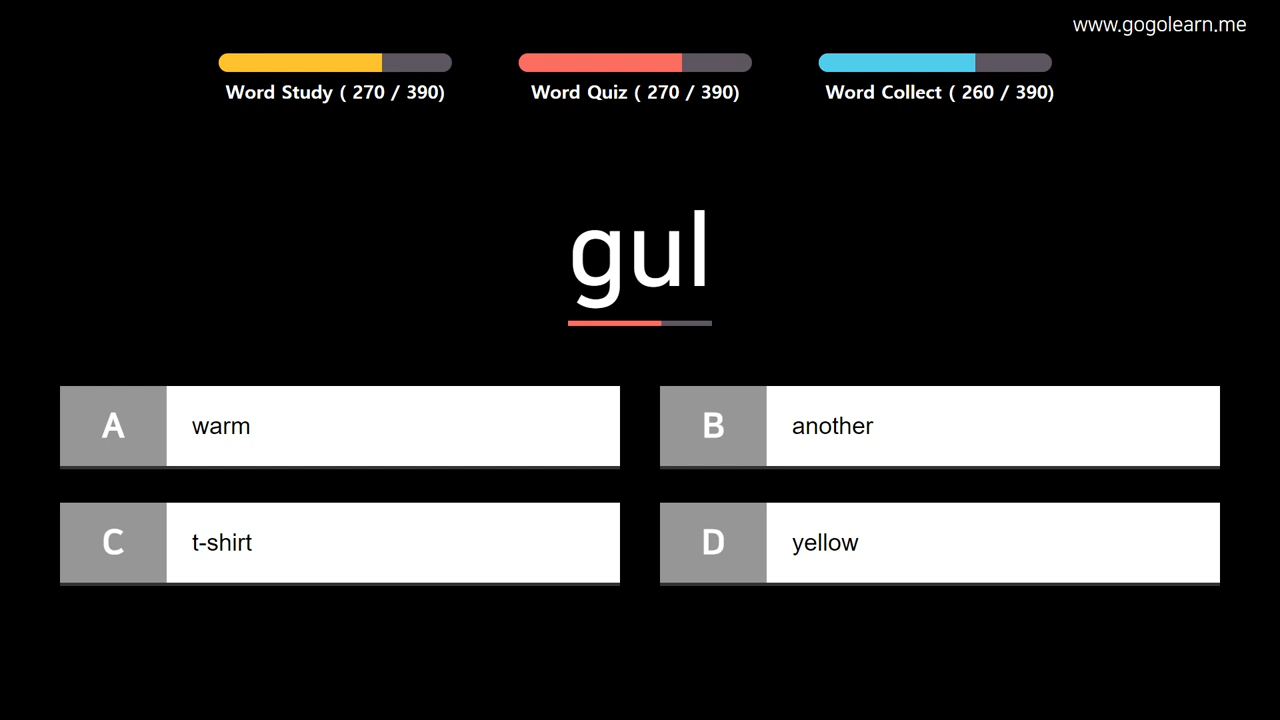 www.gogolearn.me
Word Study ( 270 / 390)
Word Quiz ( 270 / 390)
Word Collect ( 260 / 390)
gul
A warm
B another
C t-shirt
D yellow